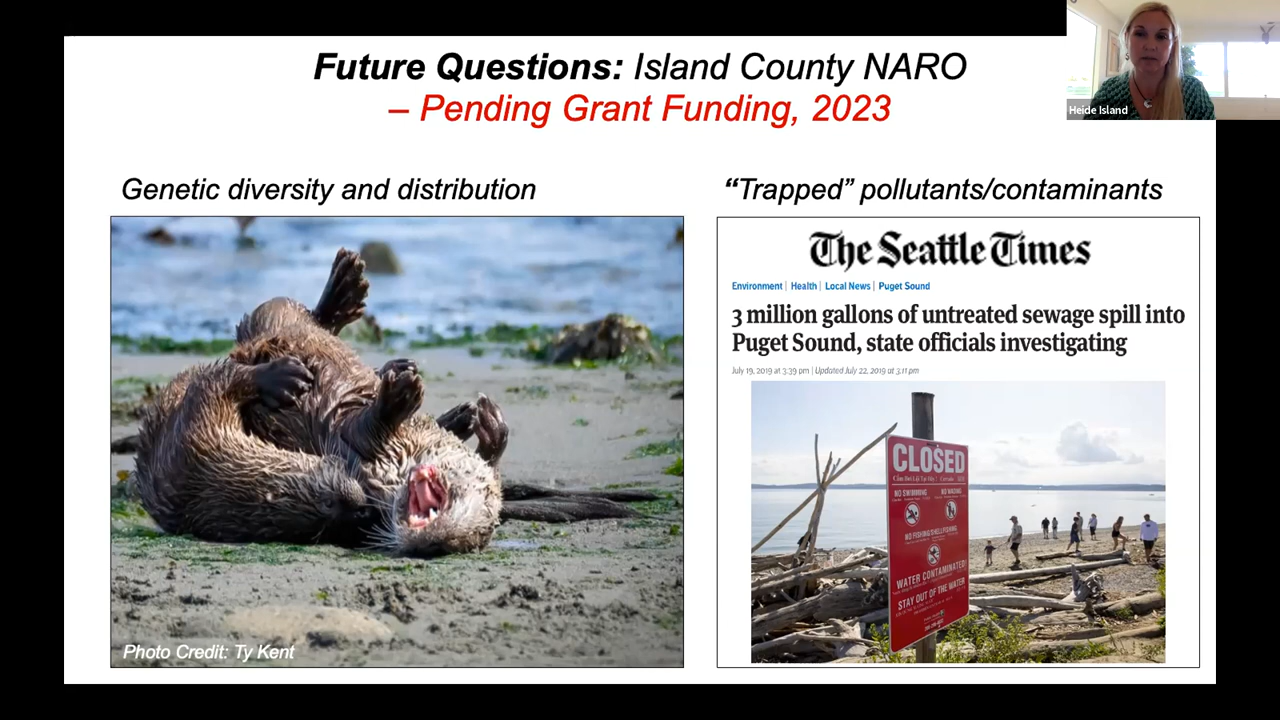 Future Questions: Island County NARO
– Pending Grant Funding, 2023
Heide Island
Genetic diversity and distribution
“Trapped” pollutants/contaminants
Photo Credit: Ty Kent
The Seattle Times
Environment | Health | Local News | Puget Sound
3 million gallons of untreated sewage spill into
Puget Sound, state officials investigating
July 19, 2019 at 3:39 pm | Updated July 22, 2019 at 3:11 pm
CLOSED
NO SWIMMING
NO WADING
NO FISHING/SHELLFISHING
WATER CONTAMINATED!
STAY OUT OF THE WATER